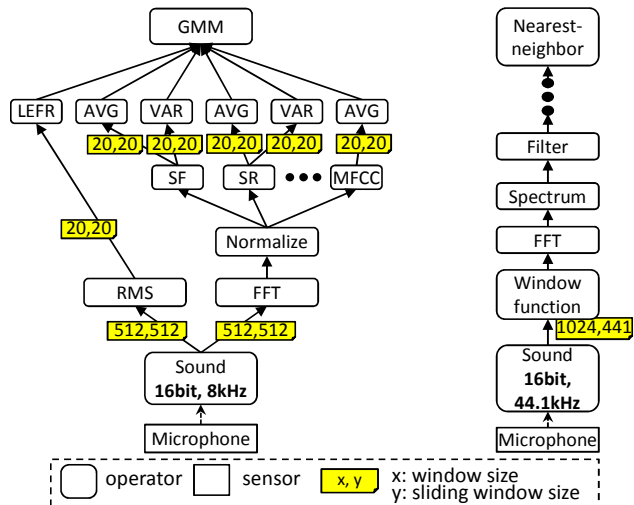 GMM
LEFR
AVG
VAR
AVG
VAR
AVG
20,20
20,20
20,20
20,20
20,20
SF
SR
MFCC
20,20
Normalize
RMS
FFT
512,512
512,512
Sound
16bit, 8kHz
Microphone
Nearest-
neighbor
Filter
Spectrum
FFT
Window
function
1024,441
Sound
16bit,
44.1kHz
Microphone
operator
sensor
x, y
x: window size
y: sliding window size